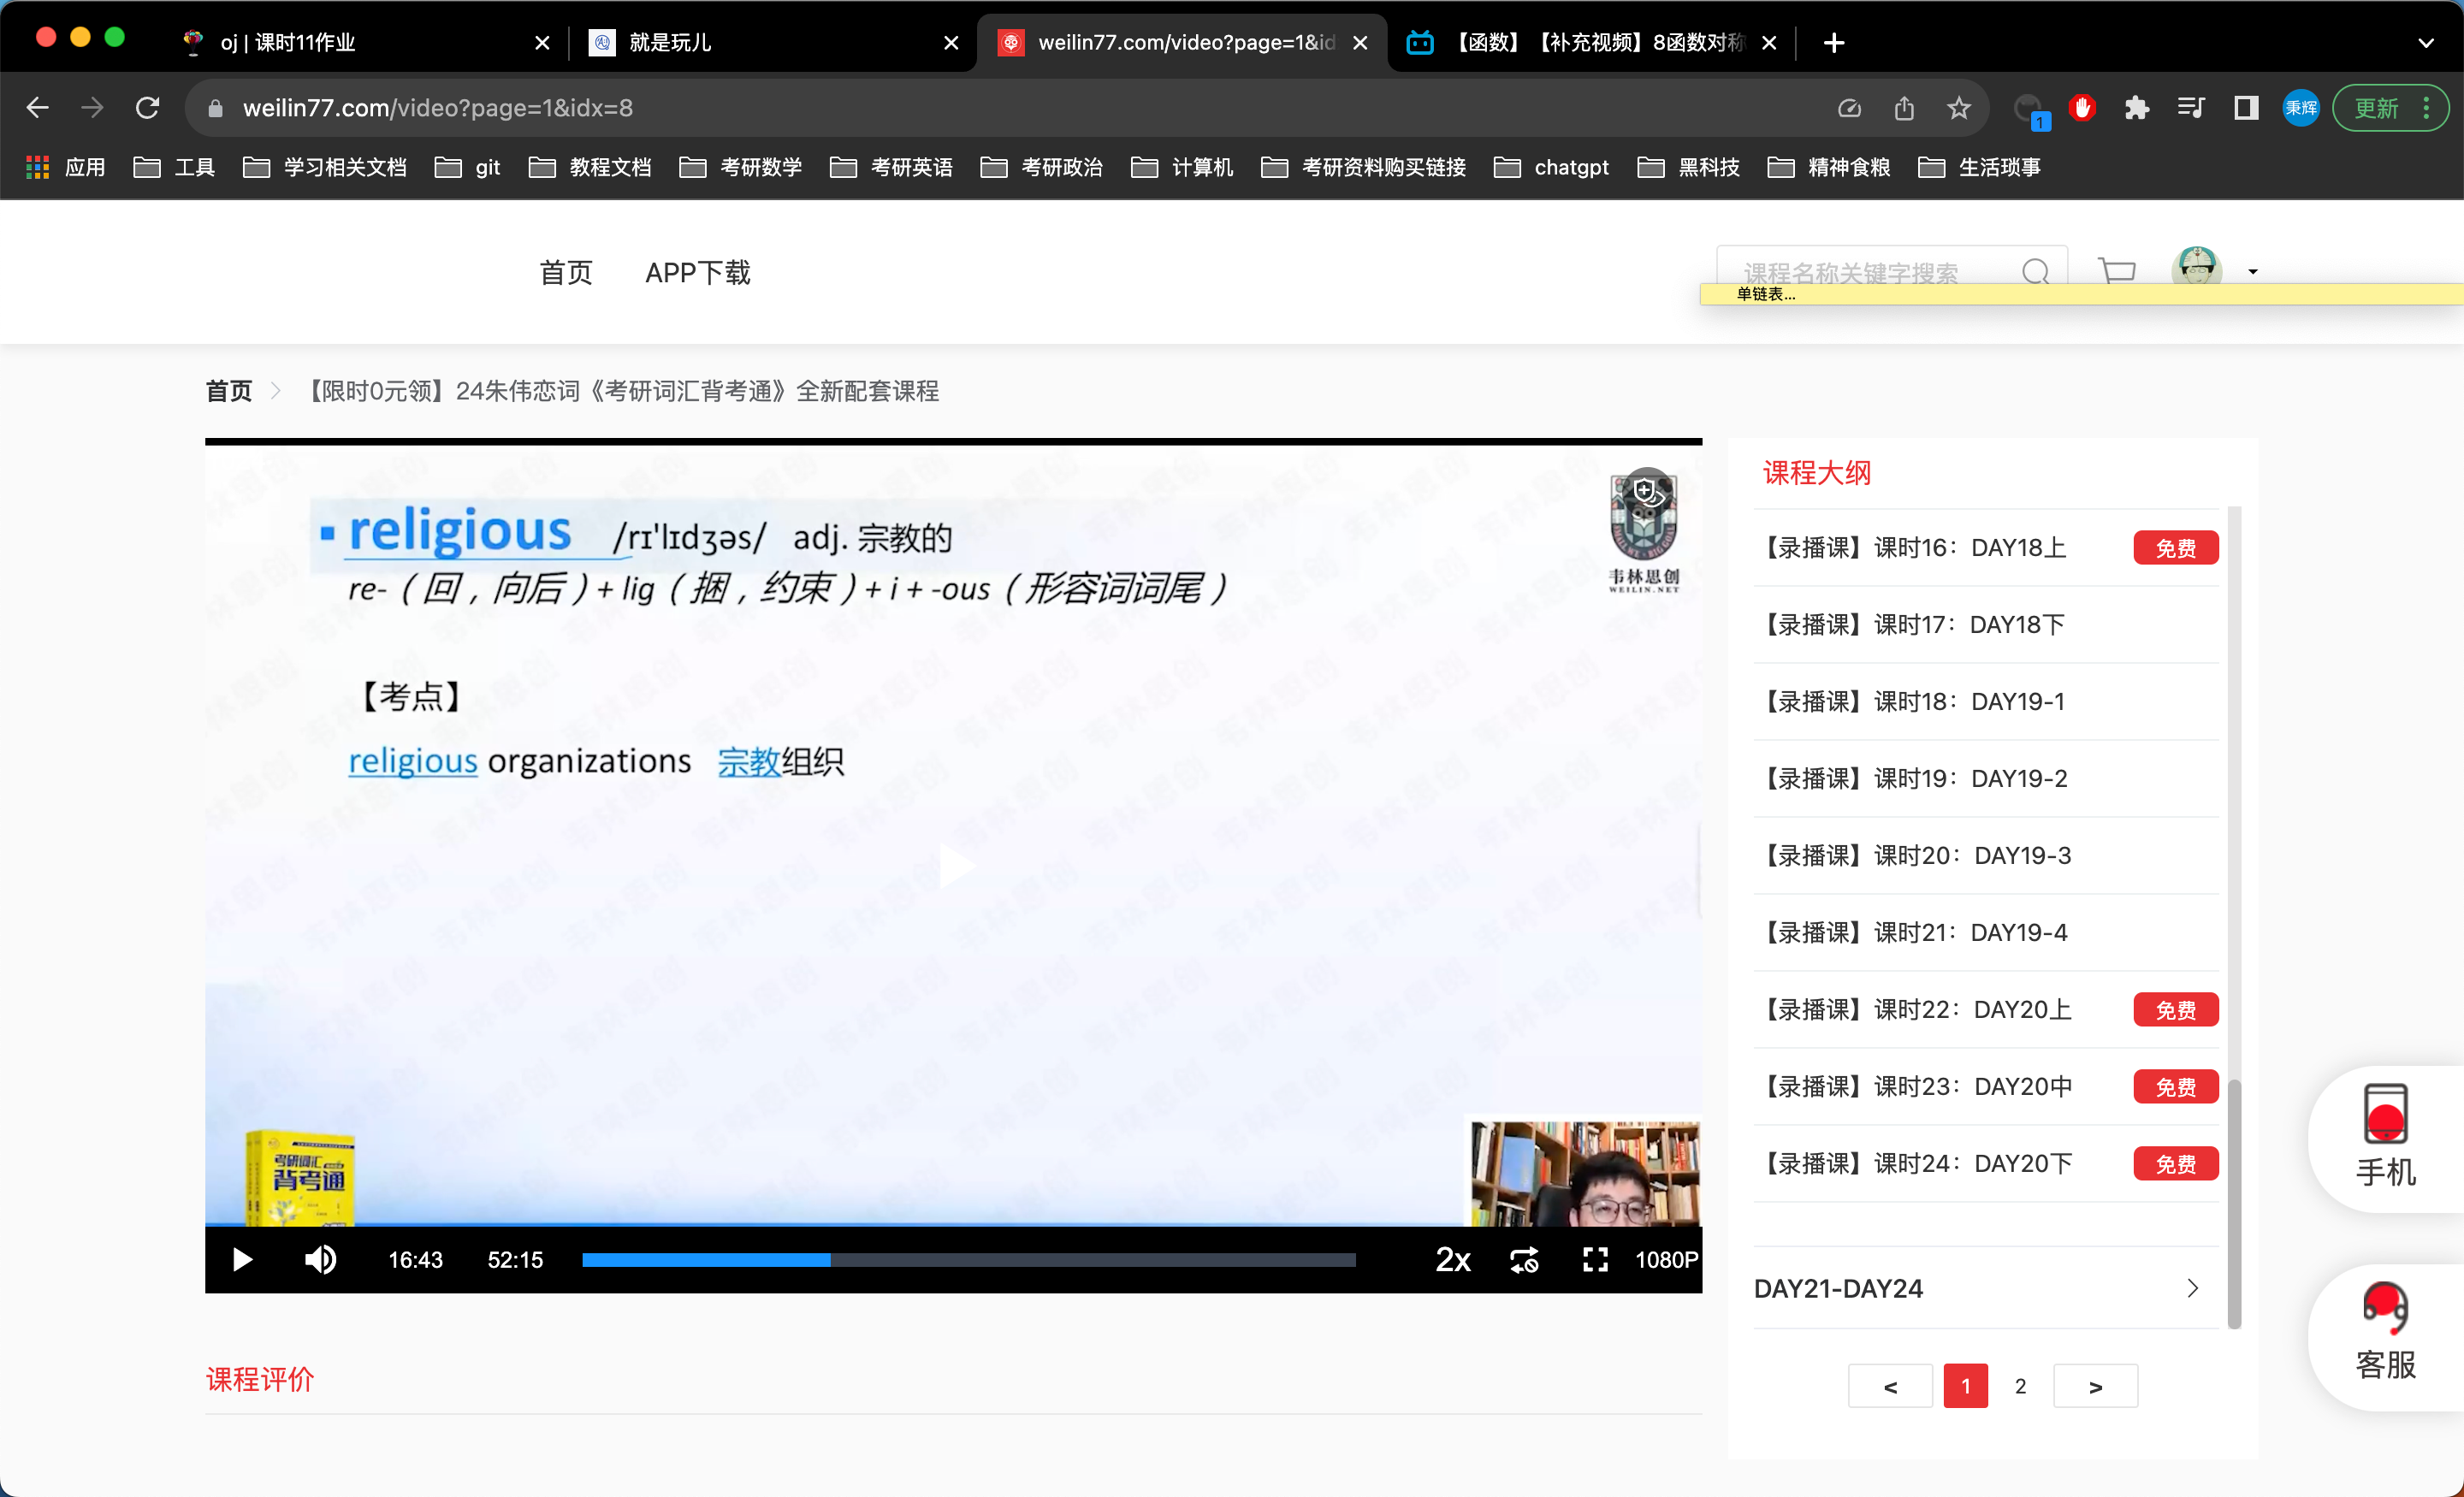 oj | 课时11作业
就是玩儿
weilin77.com/video?page=1&id
【函数】【补充视频】8函数对称
weilin77.com/video?page=1&idx=8
1
秉辉
更新
应用
工具
学习相关文档
git
教程文档
考研数学
考研英语
考研政治
计算机
考研资料购买链接
chatgpt
黑科技
精神食粮
生活琐事
首页
APP下载
课程名称关键字搜索
单链表...
首页
【限时0元领】24朱伟恋词《考研词汇背考通》全新配套课程
religious /rɪ'lɪdʒəs/ adj. 宗教的
re-（回，向后）+ lig（捆，约束）+ i + -ous（形容词词尾）
【考点】
religious organizations 宗教组织
韦林思创
WEILIN.NET
考研词汇
背考通
16:43
52:15
2x
1080P
课程评价
课程大纲
【录播课】课时16：DAY18上
免费
【录播课】课时17：DAY18下
【录播课】课时18：DAY19-1
【录播课】课时19：DAY19-2
【录播课】课时20：DAY19-3
【录播课】课时21：DAY19-4
【录播课】课时22：DAY20上
免费
【录播课】课时23：DAY20中
免费
【录播课】课时24：DAY20下
免费
DAY21-DAY24
<
1
2
>
手机
客服